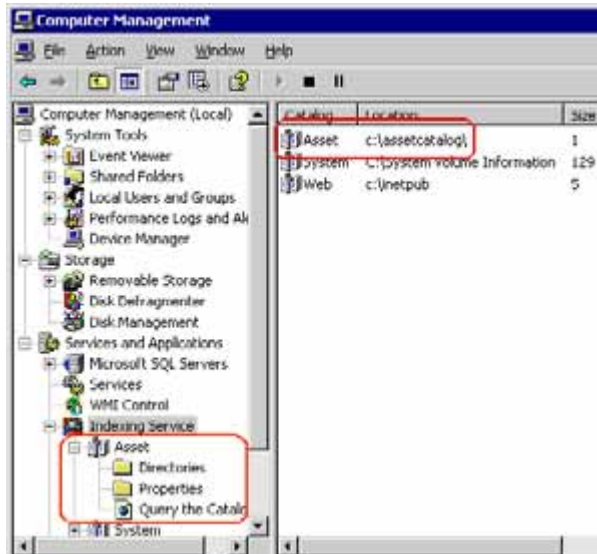 Computer Management
File Action View Window Help
Computer Management (Local)
System Tools
Event Viewer
Shared Folders
Local Users and Groups
Performance Logs and Al
Device Manager
Storage
Removable Storage
Disk Defragmenter
Disk Management
Services and Applications
Microsoft SQL Servers
Services
WMI Control
Indexing Service
Asset
Directories
Properties
Query the Catalo
System
Catalog Location Size
Asset c:\assetcatalog\ 1
System C:\System Volume Information 129
Web c:\inetpub 5